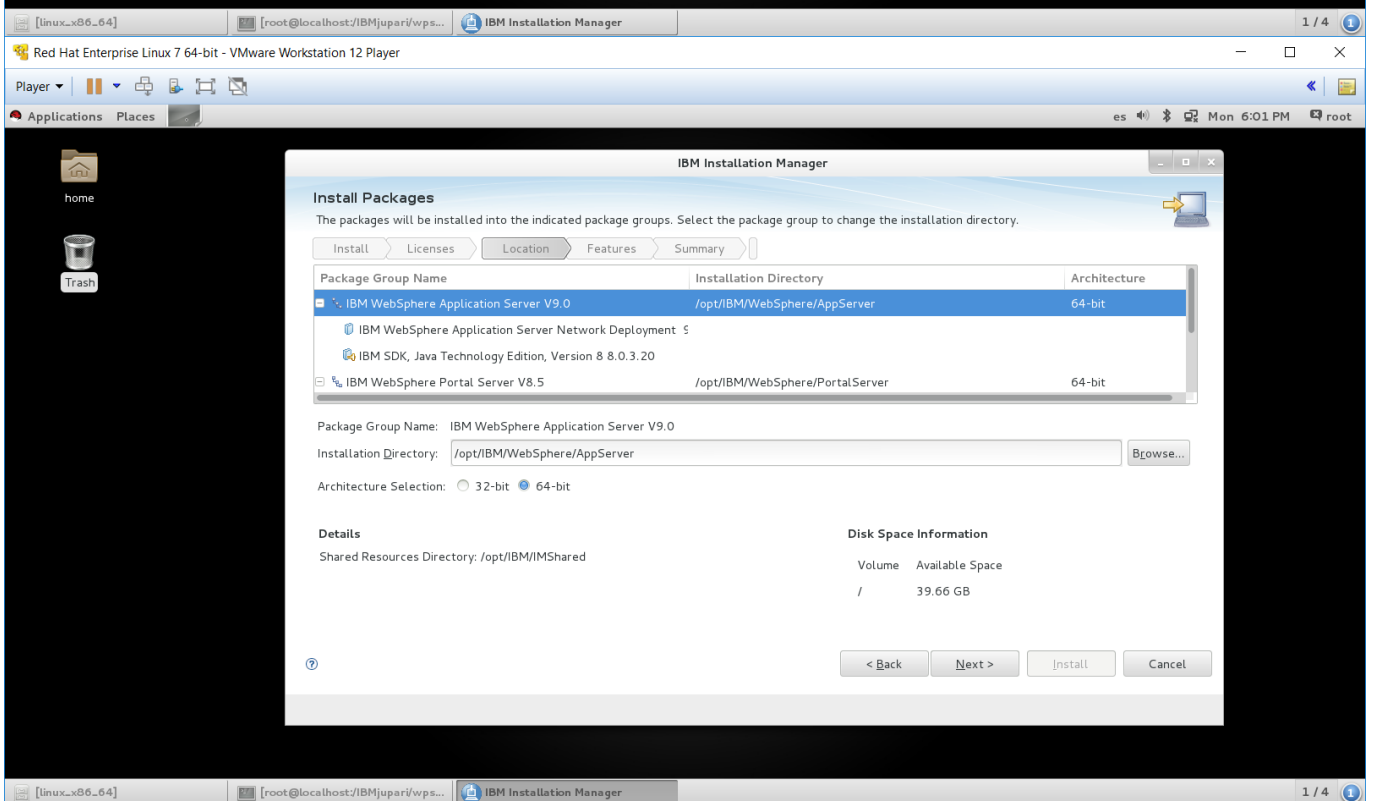 [linux_x86_64] [root@localhost:/IBMjupari/wps... IBM Installation Manager 1 / 4 1
Red Hat Enterprise Linux 7 64-bit - VMware Workstation 12 Player
Player
Applications Places es Mon 6:01 PM root
home
Trash
IBM Installation Manager
Install Packages
The packages will be installed into the indicated package groups. Select the package group to change the installation directory.
Install Licenses Location Features Summary
Package Group Name Installation Directory Architecture
IBM WebSphere Application Server V9.0 /opt/IBM/WebSphere/AppServer 64-bit
IBM WebSphere Application Server Network Deployment 9
IBM SDK, Java Technology Edition, Version 8 8.0.3.20
IBM WebSphere Portal Server V8.5 /opt/IBM/WebSphere/PortalServer 64-bit
Package Group Name: IBM WebSphere Application Server V9.0
Installation Directory: /opt/IBM/WebSphere/AppServer Browse...
Architecture Selection: 32-bit 64-bit
Details Disk Space Information
Shared Resources Directory: /opt/IBM/IMShared
Volume Available Space
/ 39.66 GB
? < Back Next > Install Cancel
[linux_x86_64] [root@localhost:/IBMjupari/wps... IBM Installation Manager 1 / 4 1